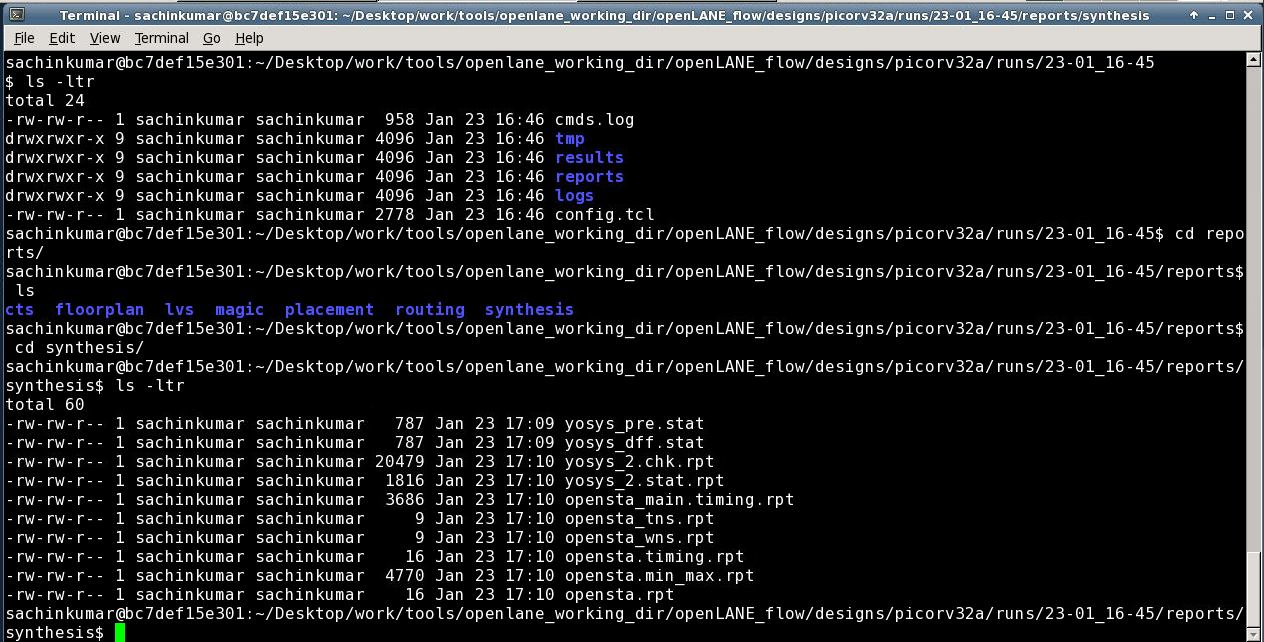 Terminal - sachinkumar@bc7def15e301: ~/Desktop/work/tools/openlane_working_dir/openLANE_flow/designs/picorv32a/runs/23-01_16-45/reports/synthesis
File Edit View Terminal Go Help
sachinkumar@bc7def15e301:~/Desktop/work/tools/openlane_working_dir/openLANE_flow/designs/picorv32a/runs/23-01_16-45
$ ls -ltr
total 24
-rw-rw-r-- 1 sachinkumar sachinkumar  958 Jan 23 16:46 cmds.log
drwxrwxr-x 9 sachinkumar sachinkumar 4096 Jan 23 16:46 tmp
drwxrwxr-x 9 sachinkumar sachinkumar 4096 Jan 23 16:46 results
drwxrwxr-x 9 sachinkumar sachinkumar 4096 Jan 23 16:46 reports
drwxrwxr-x 9 sachinkumar sachinkumar 4096 Jan 23 16:46 logs
-rw-rw-r-- 1 sachinkumar sachinkumar 2778 Jan 23 16:46 config.tcl
sachinkumar@bc7def15e301:~/Desktop/work/tools/openlane_working_dir/openLANE_flow/designs/picorv32a/runs/23-01_16-45$ cd repo
rts/
sachinkumar@bc7def15e301:~/Desktop/work/tools/openlane_working_dir/openLANE_flow/designs/picorv32a/runs/23-01_16-45/reports$
 ls
cts  floorplan  lvs  magic  placement  routing  synthesis
sachinkumar@bc7def15e301:~/Desktop/work/tools/openlane_working_dir/openLANE_flow/designs/picorv32a/runs/23-01_16-45/reports$
 cd synthesis/
sachinkumar@bc7def15e301:~/Desktop/work/tools/openlane_working_dir/openLANE_flow/designs/picorv32a/runs/23-01_16-45/reports/
synthesis$ ls -ltr
total 60
-rw-rw-r-- 1 sachinkumar sachinkumar   787 Jan 23 17:09 yosys_pre.stat
-rw-rw-r-- 1 sachinkumar sachinkumar   787 Jan 23 17:09 yosys_dff.stat
-rw-rw-r-- 1 sachinkumar sachinkumar 20479 Jan 23 17:10 yosys_2.chk.rpt
-rw-rw-r-- 1 sachinkumar sachinkumar  1816 Jan 23 17:10 yosys_2.stat.rpt
-rw-rw-r-- 1 sachinkumar sachinkumar  3686 Jan 23 17:10 opensta_main.timing.rpt
-rw-rw-r-- 1 sachinkumar sachinkumar     9 Jan 23 17:10 opensta_tns.rpt
-rw-rw-r-- 1 sachinkumar sachinkumar     9 Jan 23 17:10 opensta_wns.rpt
-rw-rw-r-- 1 sachinkumar sachinkumar    16 Jan 23 17:10 opensta.timing.rpt
-rw-rw-r-- 1 sachinkumar sachinkumar  4770 Jan 23 17:10 opensta.min_max.rpt
-rw-rw-r-- 1 sachinkumar sachinkumar    16 Jan 23 17:10 opensta.rpt
sachinkumar@bc7def15e301:~/Desktop/work/tools/openlane_working_dir/openLANE_flow/designs/picorv32a/runs/23-01_16-45/reports/
synthesis$